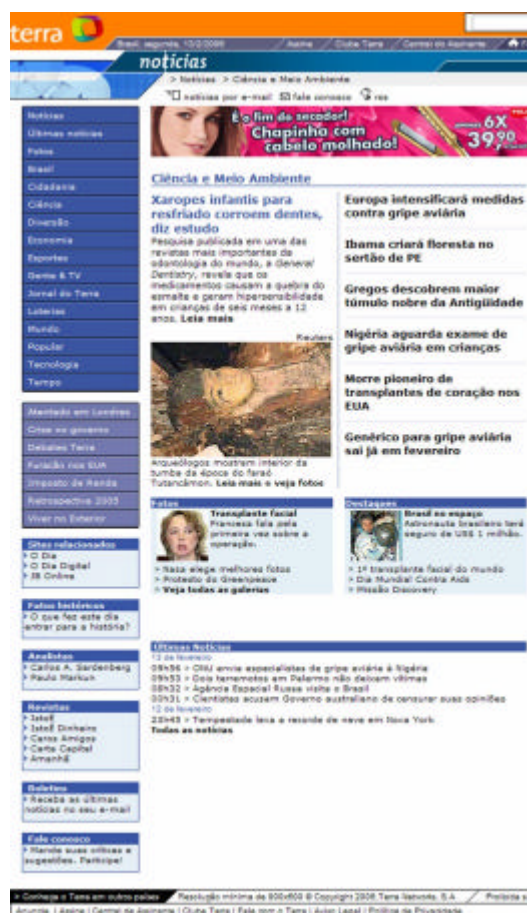 terra
Brasil, segunda, 13/2/2006
Assine
Clube Terra
Central do Assinante
notícias
> Notícias > Ciência e Meio Ambiente
notícias por e-mail fale conosco rss
É o fim do secador!
Chapinha com
cabelo molhado!
6X
39,90
Notícias
Últimas notícias
Fotos
Brasil
Cidadania
Ciência
Diversão
Economia
Esportes
Gente & TV
Jornal do Terra
Loterias
Mundo
Popular
Tecnologia
Tempo
Atentado em Londres
Crise no governo
Debates Terra
Furacão nos EUA
Imposto de Renda
Retrospectiva 2005
Viver no Exterior
Sites relacionados
O Dia
O Dia Digital
JB Online
Fatos históricos
O que fez este dia
entrar para a história?
Analistas
Carlos A. Sardenberg
Paulo Markun
Revistas
IstoÉ
IstoÉ Dinheiro
Caros Amigos
Carta Capital
Amanhã
Boletins
Receba as últimas
notícias no seu e-mail
Fale conosco
Mande suas críticas e
sugestões. Participe!
Ciência e Meio Ambiente
Xaropes infantis para
resfriado corroem dentes,
diz estudo
Pesquisa publicada em uma das
revistas mais importantes da
odontologia do mundo, a General
Dentistry, revela que os
medicamentos causam a quebra do
esmalte e geram hipersensibilidade
em crianças de seis meses a 12
anos. Leia mais
Reuters
Arqueólogos mostram interior da
tumba da época do faraó
Tutancâmon. Leia mais e veja fotos
Europa intensificará medidas
contra gripe aviária
Ibama criará floresta no
sertão de PE
Gregos descobrem maior
túmulo nobre da Antigüidade
Nigéria aguarda exame de
gripe aviária em crianças
Morre pioneiro de
transplantes de coração nos
EUA
Genérico para gripe aviária
sai já em fevereiro
Fotos
Transplante facial
Francesa fala pela
primeira vez sobre a
operação.
> Nasa elege melhores fotos
> Protesto do Greenpeace
> Veja todas as galerias
Destaques
Brasil no espaço
Astronauta brasileiro terá
seguro de US$ 1 milhão.
> 1º transplante facial do mundo
> Dia Mundial Contra Aids
> Missão Discovery
Últimas Notícias
12 de fevereiro
09h56 > ONU envia especialistas de gripe aviária à Nigéria
09h53 > Dois terremotos em Palermo não deixam vítimas
08h32 > Agência Espacial Russa visita o Brasil
00h31 > Cientistas acusam Governo australiano de censurar suas opiniões
12 de fevereiro
23h45 > Tempestade leva a recorde de neve em Nova York
Todas as notícias
> Conheça o Terra em outros países
Resolução mínima de 800x600 © Copyright 2006, Terra Networks, S.A.
Proibida
Anuncie | Assine | Central do Assinante | Clube Terra | Fale com o Terra | Aviso Legal | Política de Privacidade